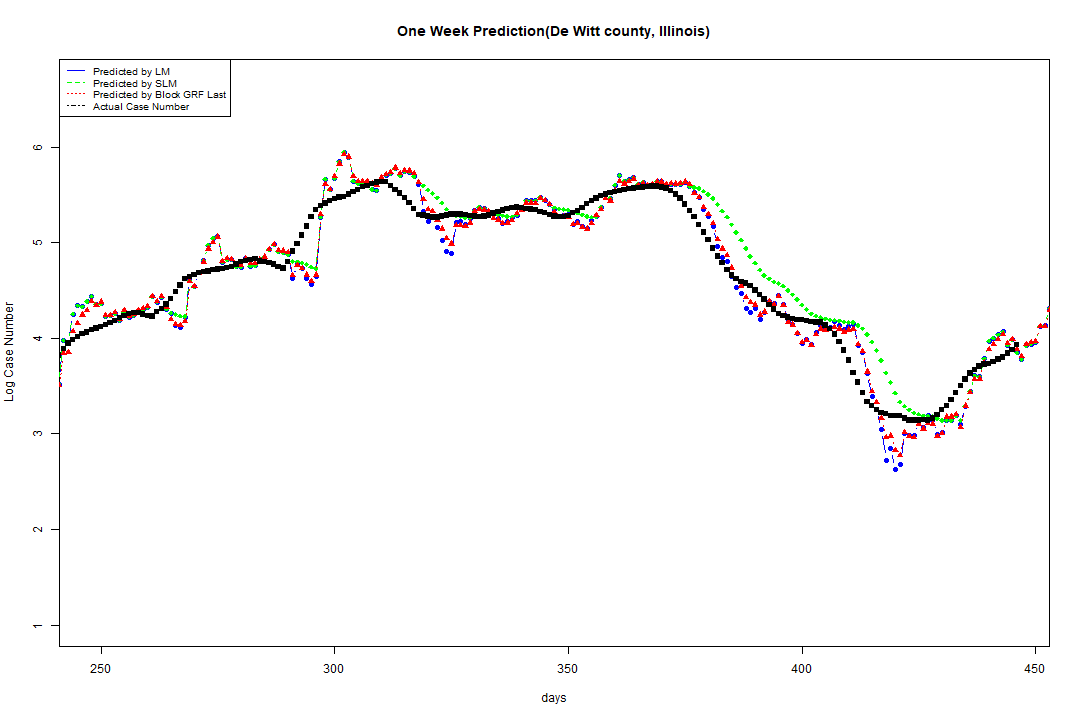 One Week Prediction(De Witt county, Illinois)
Predicted by LM
Predicted by SLM
Predicted by Block GRF Last
Actual Case Number
6
5
4
3
2
1
Log Case Number
250 300 350 400 450
days